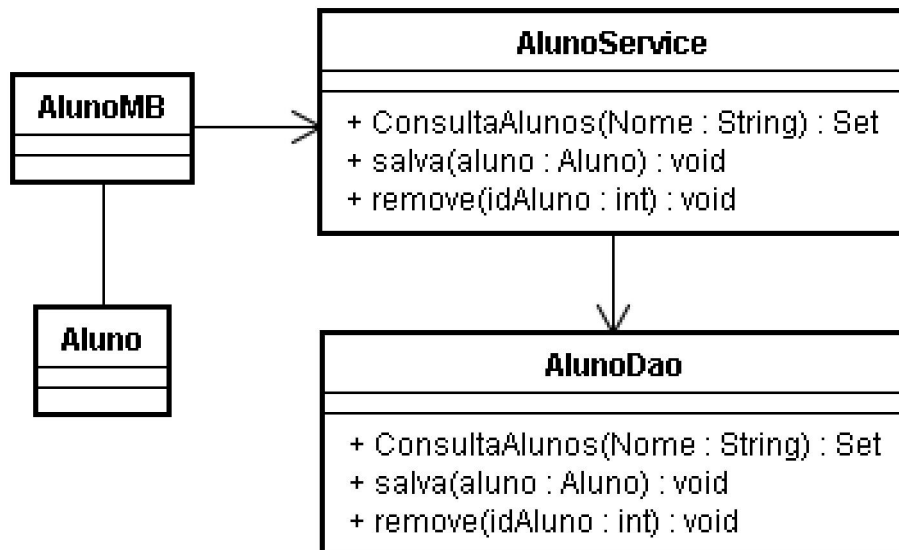 AlunoService
AlunoMB
+ ConsultaAlunos(Nome : String) : Set
+ salva(aluno : Aluno) : void
+ remove(idAluno : int) : void
Aluno
AlunoDao
+ ConsultaAlunos(Nome : String) : Set
+ salva(aluno : Aluno) : void
+ remove(idAluno : int) : void